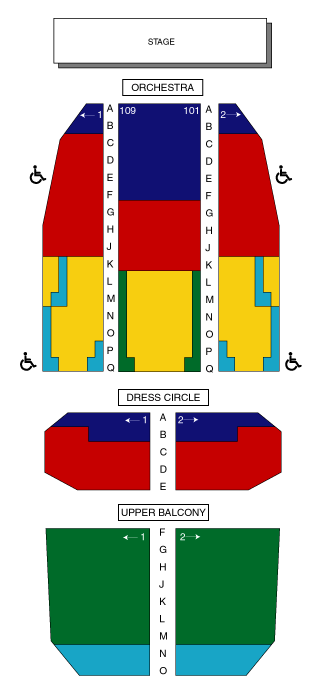 STAGE
ORCHESTRA
← 1 A 109 101 A 2 →
B B
C C
D D
E E
F F
G G
H H
J J
K K
L L
M M
N N
O O
P P
Q Q
DRESS CIRCLE
← 1 A 2 →
B
C
D
E
UPPER BALCONY
← 1 F 2 →
G
H
J
K
L
M
N
O